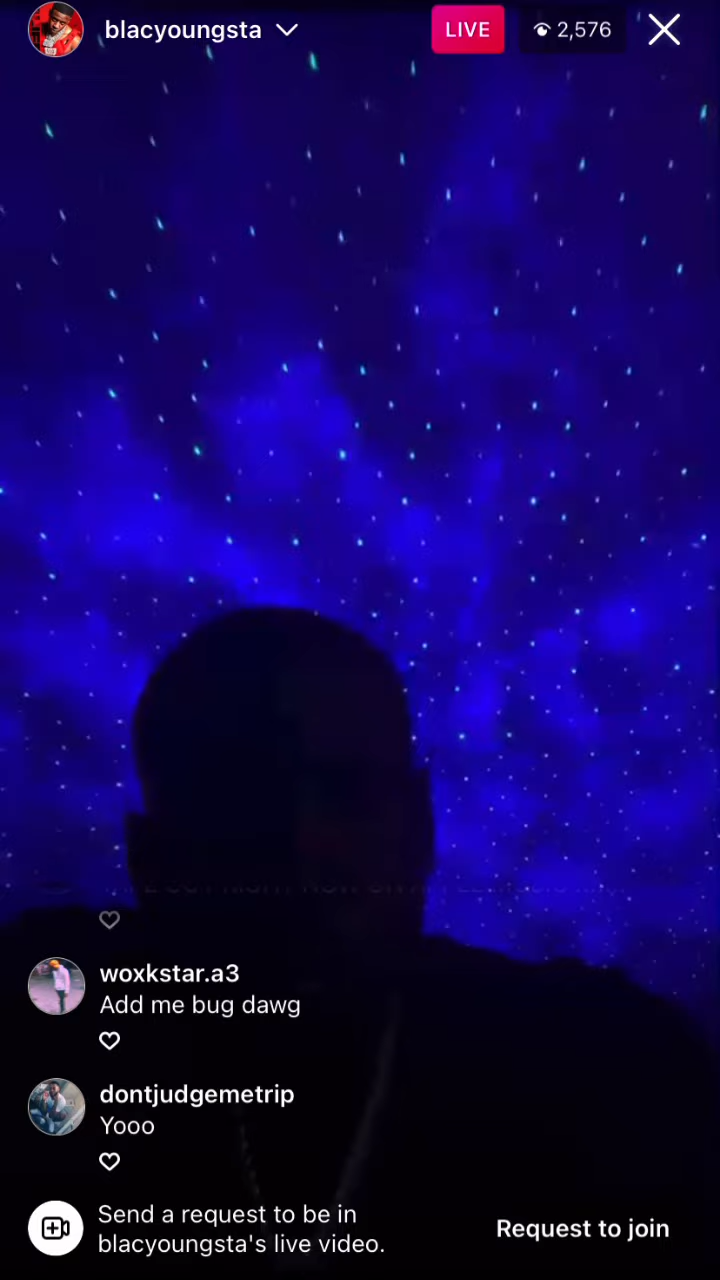 blacyoungsta
LIVE
2,576
woxkstar.a3
Add me bug dawg
dontjudgemetrip
Yooo
Send a request to be in
blacyoungsta's live video.
Request to join